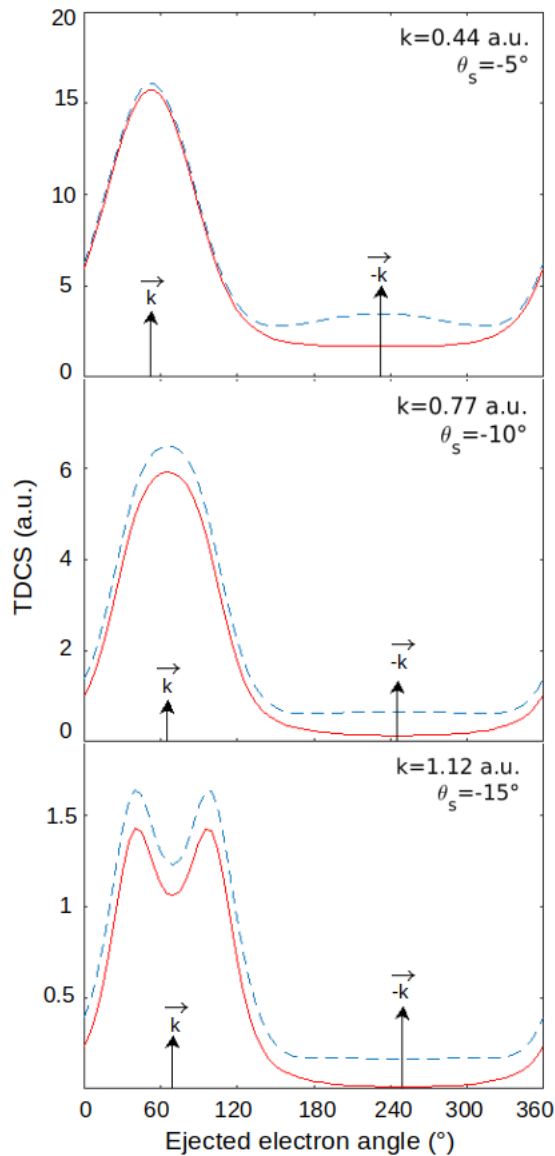 20
k=0.44 a.u.
θs=-5°
15
10
k⃗
-k⃗
5
0
k=0.77 a.u.
θs=-10°
6
4
TDCS (a.u.)
2
k⃗
-k⃗
0
k=1.12 a.u.
θs=-15°
1.5
1
0.5
k⃗
-k⃗
0 60 120 180 240 300 360
Ejected electron angle (°)